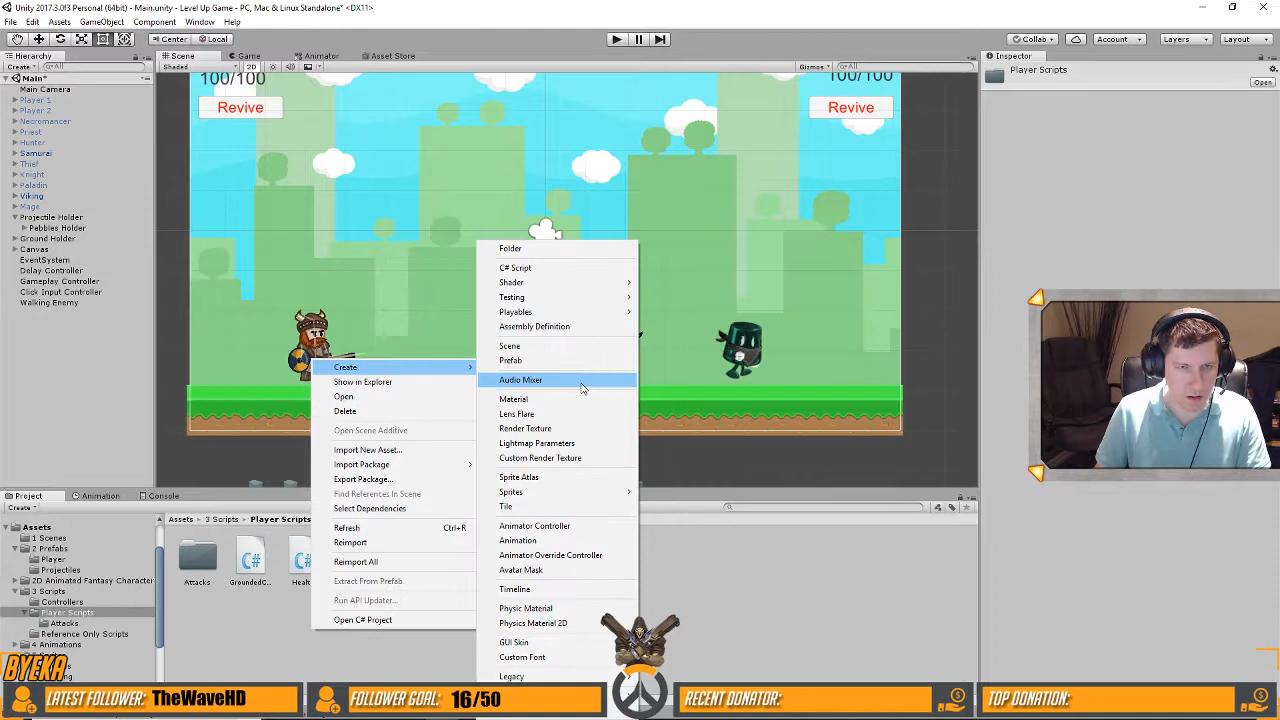 Unity 2017.3.0f3 Personal (64bit) - Main.unity - Level Up Game - PC, Mac & Linux Standalone* <DX11>
File Edit Assets GameObject Component Window Help
Center Local
Collab Account Layers Layout
Hierarchy
Create All
Main*
Main Camera
Player 1
Player 2
Necromancer
Priest
Hunter
Samurai
Thief
Knight
Paladin
Viking
Mage
Projectile Holder
Pebbles Holder
Ground Holder
Canvas
EventSystem
Delay Controller
Gameplay Controller
Click Input Controller
Walking Enemy
Scene Game Animator Asset Store
Shaded 2D Gizmos All
100/100 100/100
Revive Revive
Create
Show in Explorer
Open
Delete
Open Scene Additive
Import New Asset...
Import Package
Export Package...
Find References In Scene
Select Dependencies
Refresh Ctrl+R
Reimport
Reimport All
Extract From Prefab
Run API Updater...
Open C# Project
Folder
C# Script
Shader
Testing
Playables
Assembly Definition
Scene
Prefab
Audio Mixer
Material
Lens Flare
Render Texture
Lightmap Parameters
Custom Render Texture
Sprite Atlas
Sprites
Tile
Animator Controller
Animation
Animator Override Controller
Avatar Mask
Timeline
Physic Material
Physics Material 2D
GUI Skin
Custom Font
Legacy
Inspector
Player Scripts
Open
Project Animation Console
Create
Assets
1 Scenes
2 Prefabs
Player
Projectiles
2D Animated Fantasy Character
3 Scripts
Controllers
Player Scripts
Attacks
Reference Only Scripts
4 Animations
Assets 3 Scripts Player Scripts
C# C#
Attacks GroundedC...
BYEKA
LATEST FOLLOWER: TheWaveHD
FOLLOWER GOAL: 16/50
RECENT DONATOR:
TOP DONATION: